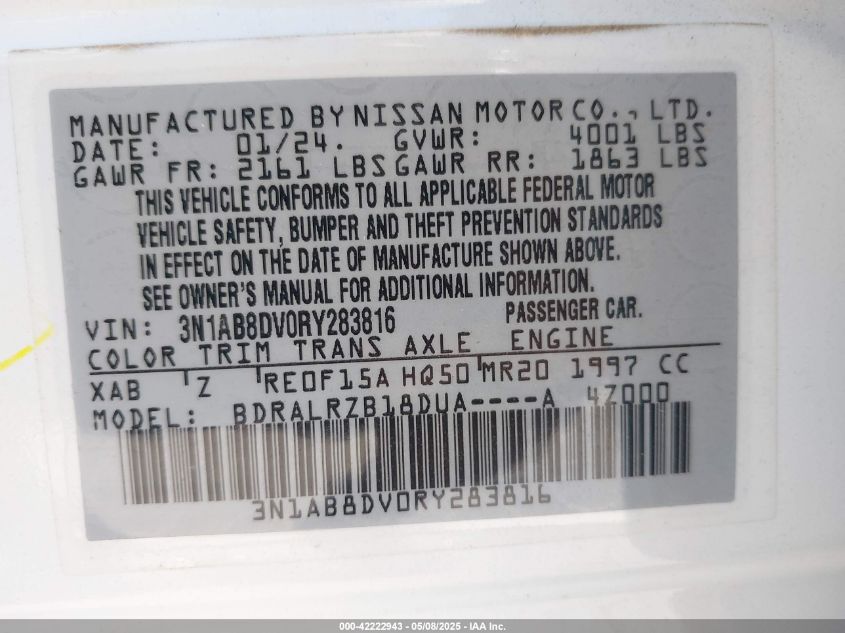 MANUFACTURED BY NISSAN MOTOR CO., LTD.
DATE: 01/24. GVWR: 4001 LBS
GAWR FR: 2161 LBS GAWR RR: 1863 LBS
THIS VEHICLE CONFORMS TO ALL APPLICABLE FEDERAL MOTOR
VEHICLE SAFETY, BUMPER AND THEFT PREVENTION STANDARDS
IN EFFECT ON THE DATE OF MANUFACTURE SHOWN ABOVE.
SEE OWNER'S MANUAL FOR ADDITIONAL INFORMATION.
VIN: 3N1AB8DV0RY283816 PASSENGER CAR.
COLOR TRIM TRANS AXLE ENGINE
XAB Z RE0F15A HQ50 MR20 1997 CC
MODEL: BDRALRZB18DUA----A 4Z000
3N1AB8DV0RY283816
000-42222943 - 05/08/2025 - IAA Inc.